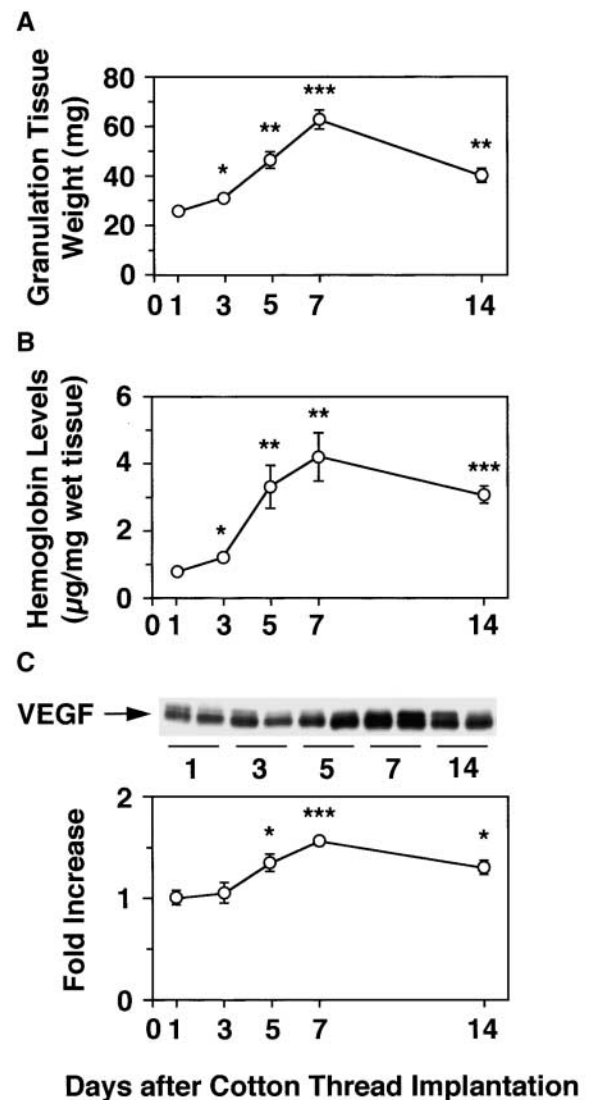 A
Granulation Tissue
Weight (mg)
80
60
40
20
0
*
**
***
**
0 1 3 5 7 14
B
Hemoglobin Levels
(µg/mg wet tissue)
6
4
2
0
*
**
**
***
0 1 3 5 7 14
C
VEGF
1 3 5 7 14
Fold Increase
2
1
0
*
***
*
0 1 3 5 7 14
Days after Cotton Thread Implantation